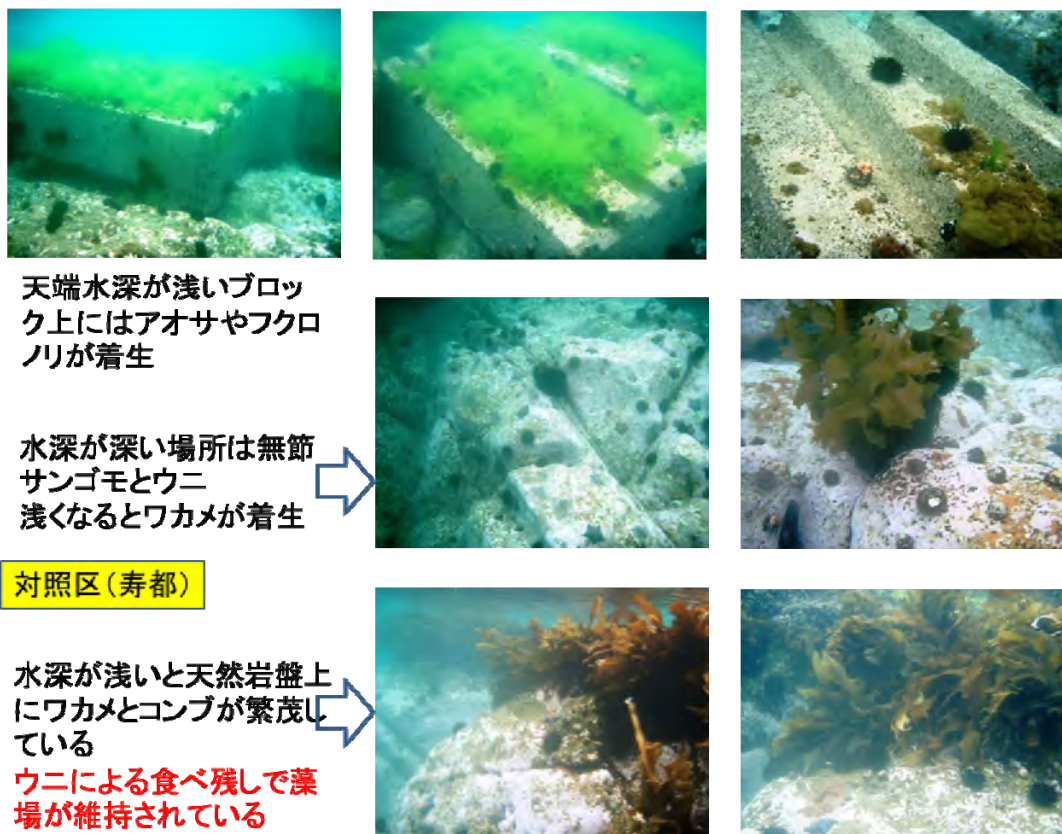 天端水深が浅いブロッ
ク上にはアオサやフクロ
ノリが着生
水深が深い場所は無節
サンゴモとウニ
浅くなるとワカメが着生
対照区(寿都)
水深が浅いと天然岩盤上
にワカメとコンブが繁茂し
ている
ウニによる食べ残しで藻
場が維持されている